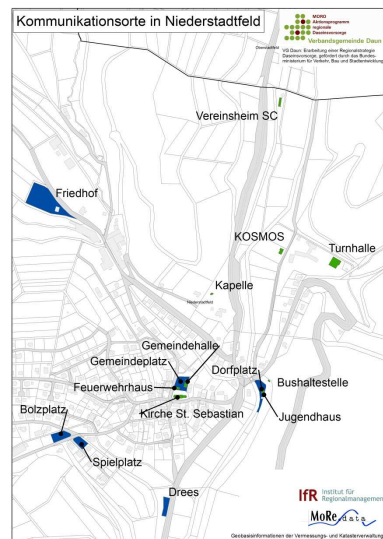 Kommunikationsorte in Niederstadtfeld
MORO
Aktionsprogramm
regionale
Daseinsvorsorge
Verbandsgemeinde Daun
VG Daun: Erarbeitung einer Regionalstrategie
Daseinsvorsorge, gefördert durch das Bundes-
ministerium für Verkehr, Bau und Stadtentwicklung
Oberstadtfeld
Vereinsheim SC
Friedhof
KOSMOS
Turnhalle
Kapelle
Niederstadtfeld
Gemeindehalle
Gemeindeplatz
Dorfplatz
Feuerwehrhaus
Bushaltestelle
Bolzplatz
Kirche St. Sebastian
Jugendhaus
Spielplatz
Drees
IfR Institut für
Regionalmanagement
MoRe data
Geobasisinformationen der Vermessungs- und Katasterverwaltung